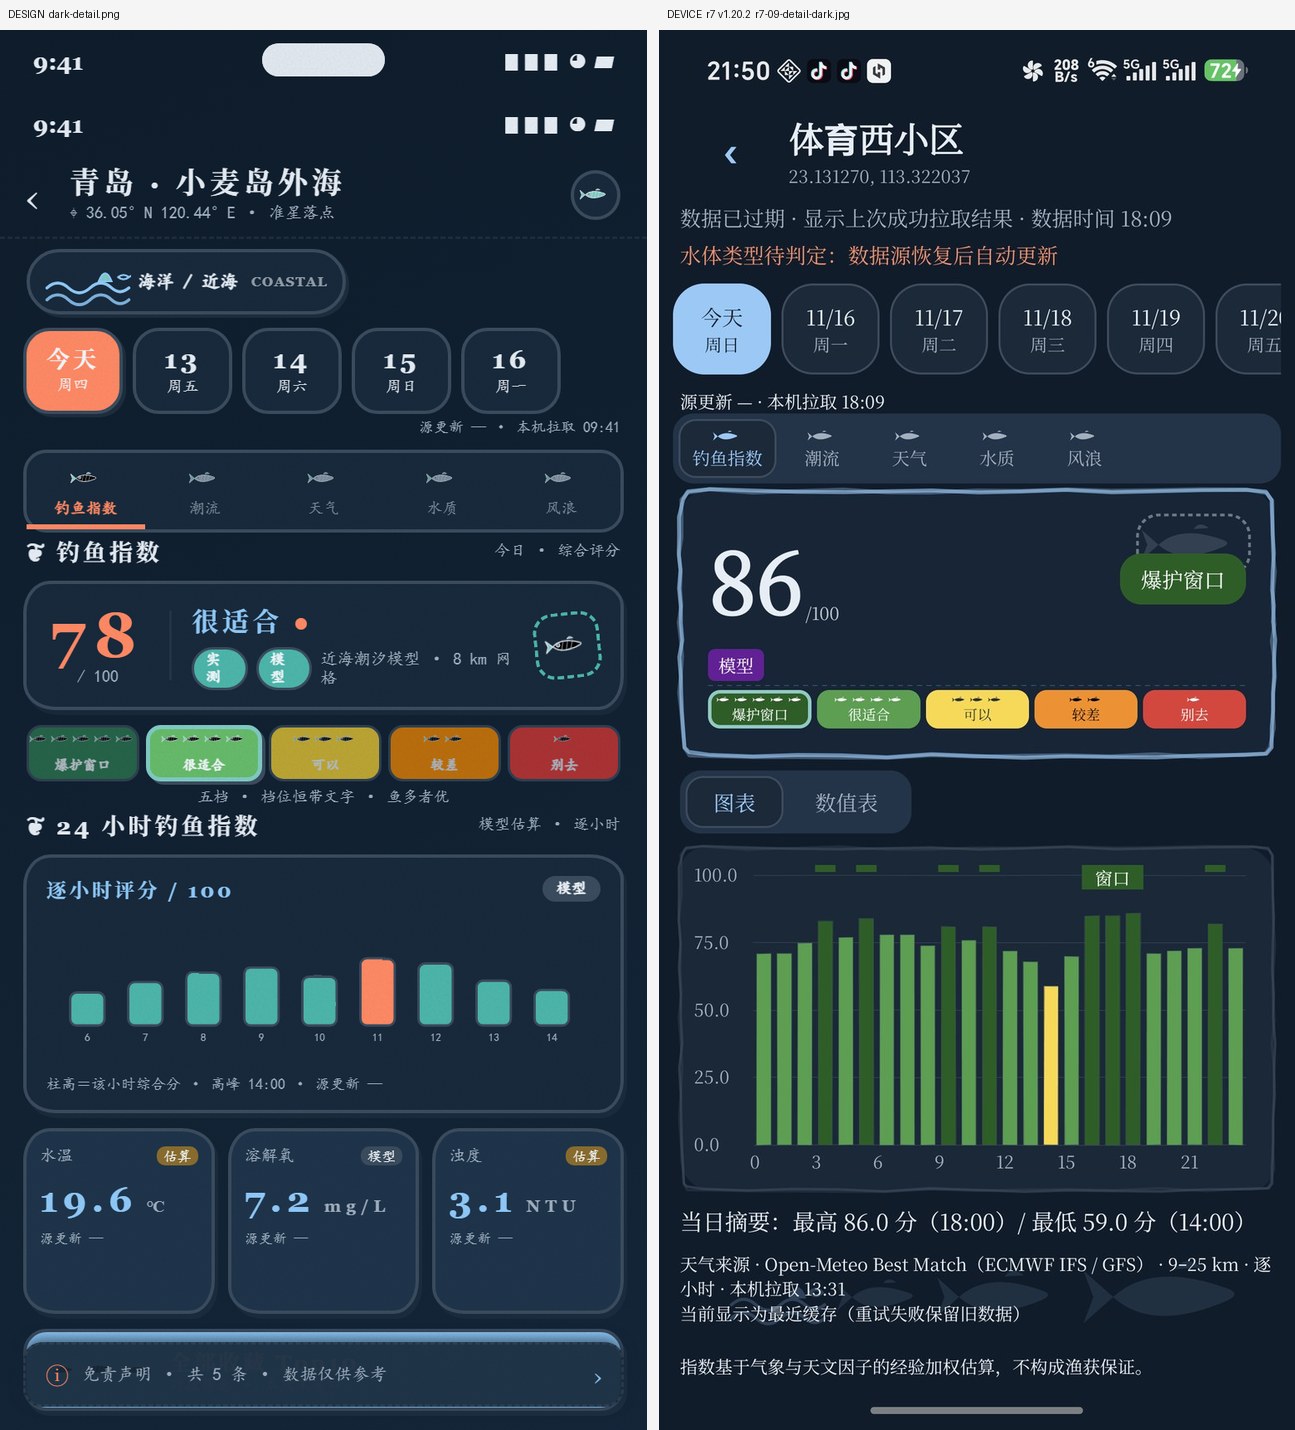 DESIGN dark-detail.png
9:41
9:41
青岛 · 小麦岛外海
36.05° N 120.44° E • 准星落点
海洋 / 近海 COASTAL
今天 13 14 15 16
周四 周五 周六 周日 周一
源更新 — • 本机拉取 09:41
钓鱼指数 潮流 天气 水质 风浪
钓鱼指数 今日 • 综合评分
78 / 100
很适合
实测 模型 近海潮汐模型 • 8 km 网格
爆护窗口 很适合 可以 较差 别去
五档 • 档位恒带文字 • 鱼多者优
24 小时钓鱼指数 模型估算 • 逐小时
逐小时评分 / 100 模型
6 7 8 9 10 11 12 13 14
柱高=该小时综合分 • 高峰 14:00 • 源更新 —
水温 估算 溶解氧 模型 浊度 估算
19.6 ℃ 7.2 mg/L 3.1 NTU
源更新 — 源更新 — 源更新 —
免责声明 • 共 5 条 • 数据仅供参考 ›
DEVICE r7 v1.20.2 r7-09-detail-dark.jpg
21:50 208 B/s 6 5G 5G 72
体育西小区
23.131270, 113.322037
数据已过期 · 显示上次成功拉取结果 · 数据时间 18:09
水体类型待判定：数据源恢复后自动更新
今天 11/16 11/17 11/18 11/19 11/20
周日 周一 周二 周三 周四 周五
源更新 — · 本机拉取 18:09
钓鱼指数 潮流 天气 水质 风浪
86 /100
爆护窗口
模型
爆护窗口 很适合 可以 较差 别去
图表 数值表
100.0
窗口
75.0
50.0
25.0
0.0
0 3 6 9 12 15 18 21
当日摘要：最高 86.0 分（18:00）/ 最低 59.0 分（14:00）
天气来源 · Open-Meteo Best Match（ECMWF IFS / GFS） · 9–25 km · 逐
小时 · 本机拉取 13:31
当前显示为最近缓存（重试失败保留旧数据）
指数基于气象与天文因子的经验加权估算，不构成渔获保证。